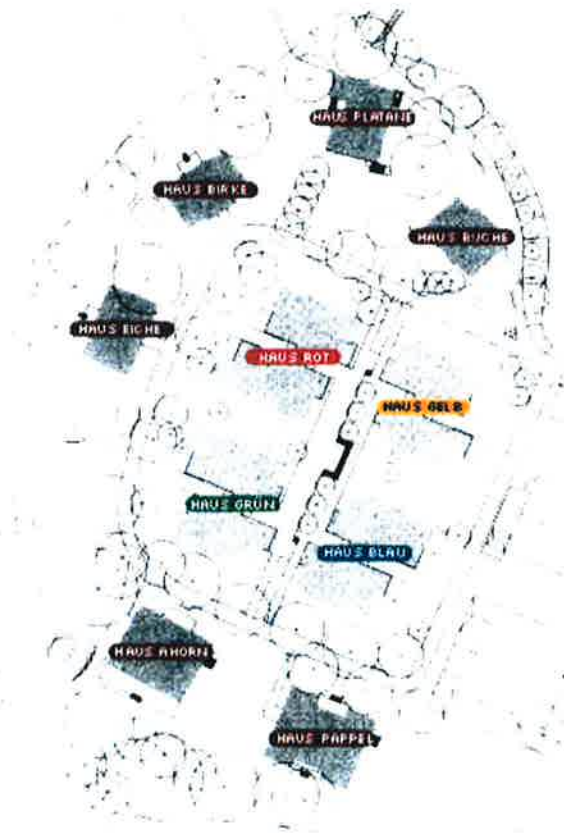 HAUS PLATANE
HAUS BIRKE
HAUS BUCHE
HAUS EICHE
HAUS ROT
HAUS GELB
HAUS GRÜN
HAUS BLAU
HAUS AHORN
HAUS PAPPEL